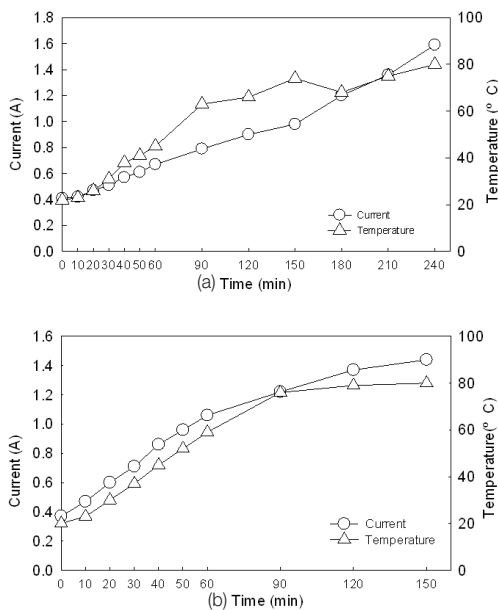 1.8
1.6
1.4
1.2
1.0
0.8
0.6
0.4
0.2
0.0
Current (A)
100
80
60
40
20
0
Temperature (° C)
Current
Temperature
0 10 20 30 40 50 60 90 120 150 180 210 240
(a) Time (min)
1.6
1.4
1.2
1.0
0.8
0.6
0.4
0.2
0.0
Current (A)
100
80
60
40
20
0
Temperature(° C)
Current
Temperature
0 10 20 30 40 50 60 90 120 150
(b) Time (min)